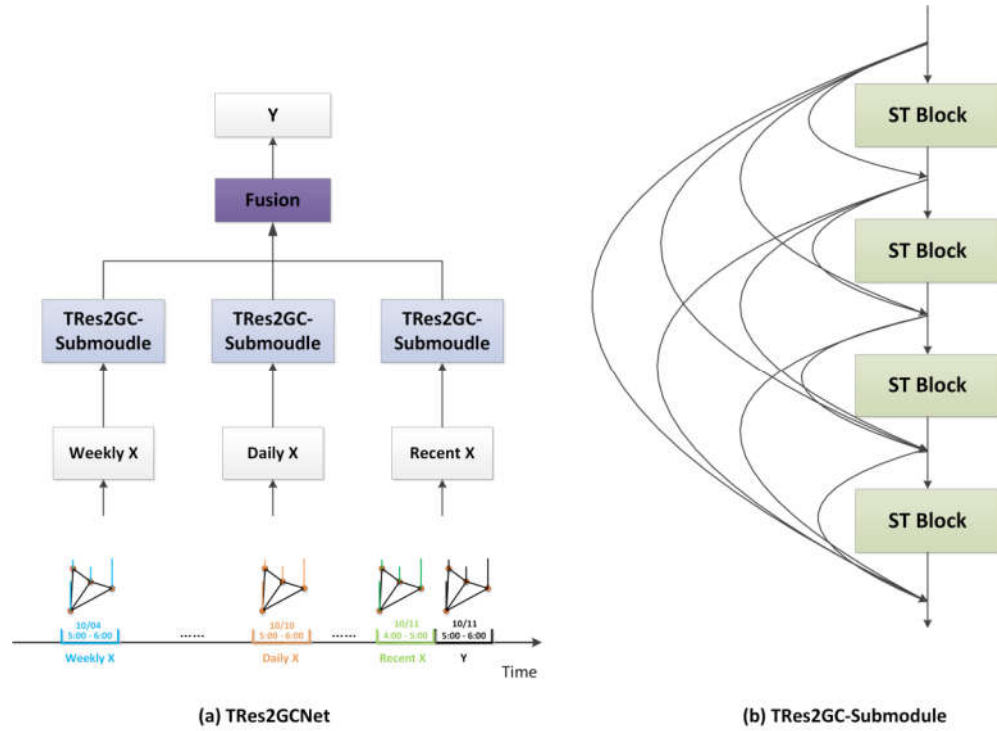 Y
Fusion
TRes2GC-
Submoudle
TRes2GC-
Submoudle
TRes2GC-
Submoudle
Weekly X
Daily X
Recent X
10/04
5:00 - 6:00
Weekly X
......
10/10
5:00 - 6:00
Daily X
......
10/11
4:00 - 5:00
Recent X
10/11
5:00 - 6:00
Y
Time
(a) TRes2GCNet
ST Block
ST Block
ST Block
ST Block
(b) TRes2GC-Submodule